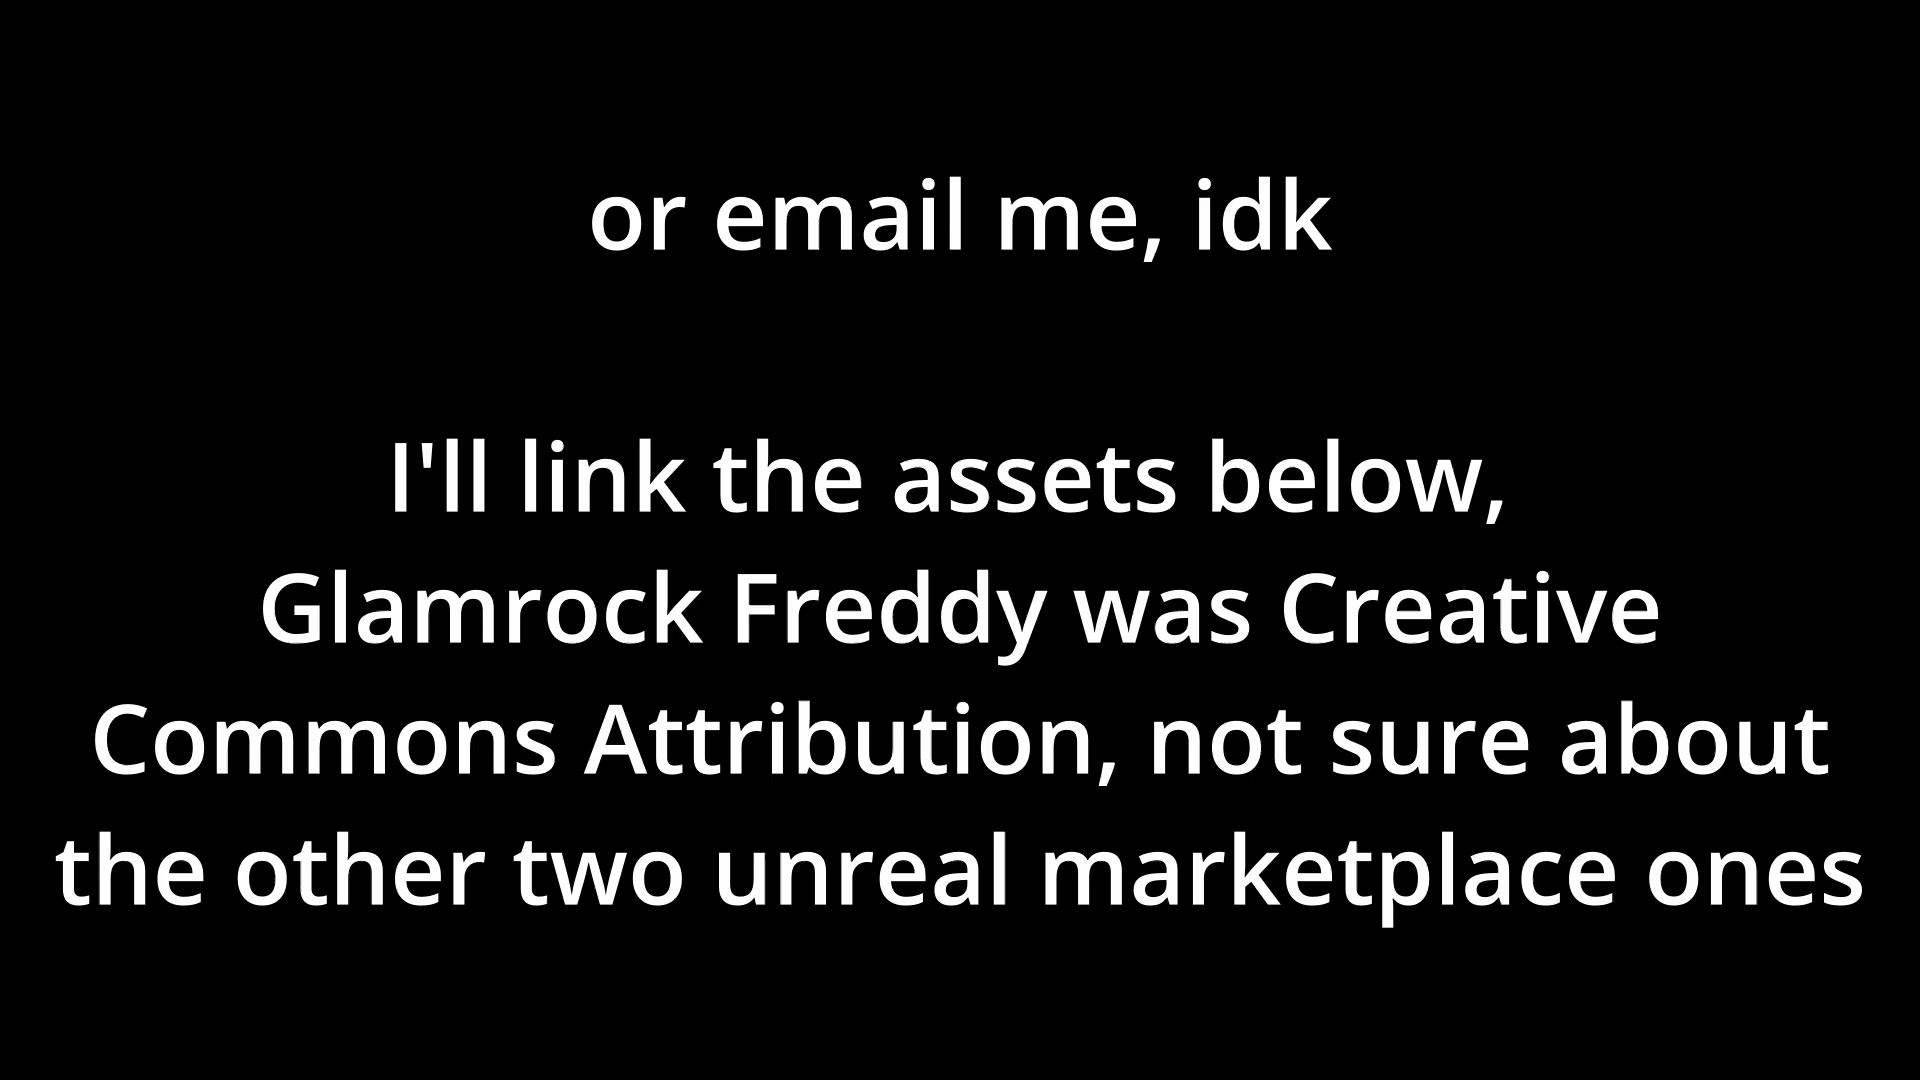 or email me, idk
I'll link the assets below,
Glamrock Freddy was Creative
Commons Attribution, not sure about
the other two unreal marketplace ones